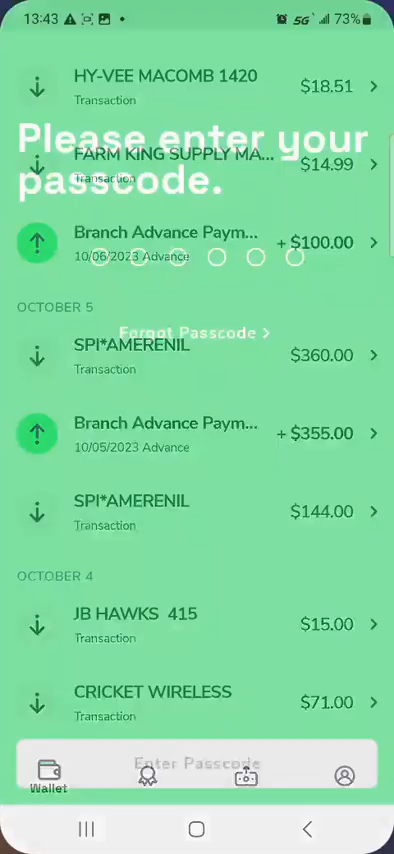 13:43 5G 73%
HY-VEE MACOMB 1420 $18.51
Transaction
Please enter your
passcode.
FARM KING SUPPLY MA... $14.99
Transaction
Branch Advance Paym... + $100.00
10/06/2023 Advance
OCTOBER 5
Forgot Passcode >
SPI*AMERENIL $360.00
Transaction
Branch Advance Paym... + $355.00
10/05/2023 Advance
SPI*AMERENIL $144.00
Transaction
OCTOBER 4
JB HAWKS 415 $15.00
Transaction
CRICKET WIRELESS $71.00
Transaction
Enter Passcode
Wallet